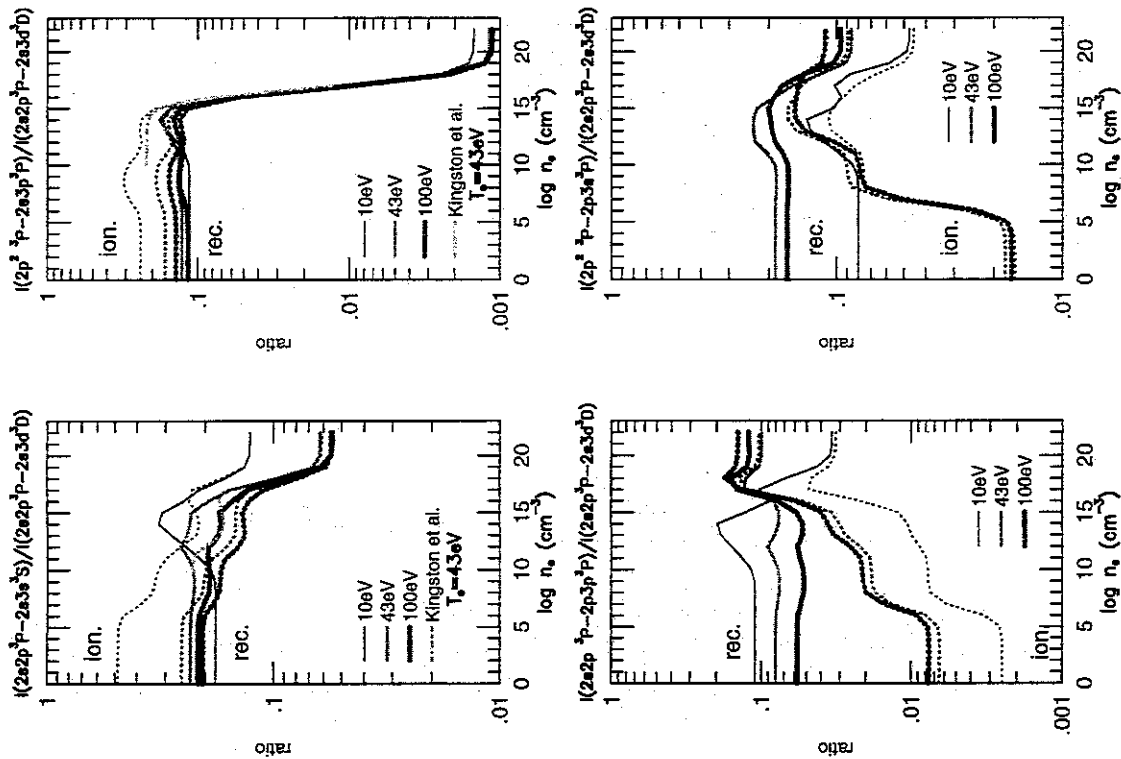 I(2s2p³P-2s3s³S)/I(2s2p³P-2s3d³D)
1
.1
.01
ratio
ion.
rec.
10eV
43eV
100eV
Kingston et al.
Tₑ=43eV
0 5 10 15 20
log nₑ (cm⁻³)
I(2p² ³P-2s3p³P)/I(2s2p³P-2s3d³D)
1
.1
.01
.001
ratio
ion.
rec.
10eV
43eV
100eV
Kingston et al.
Tₑ=43eV
0 5 10 15 20
log nₑ (cm⁻³)
I(2s2p ³P-2p3p³P)/I(2s2p³P-2s3d³D)
1
.1
.01
.001
ratio
rec.
ion.
10eV
43eV
100eV
0 5 10 15 20
log nₑ (cm⁻³)
I(2p² ³P-2p3s³P)/I(2s2p³P-2s3d³D)
1
.1
.01
ratio
rec.
ion.
10eV
43eV
100eV
0 5 10 15 20
log nₑ (cm⁻³)